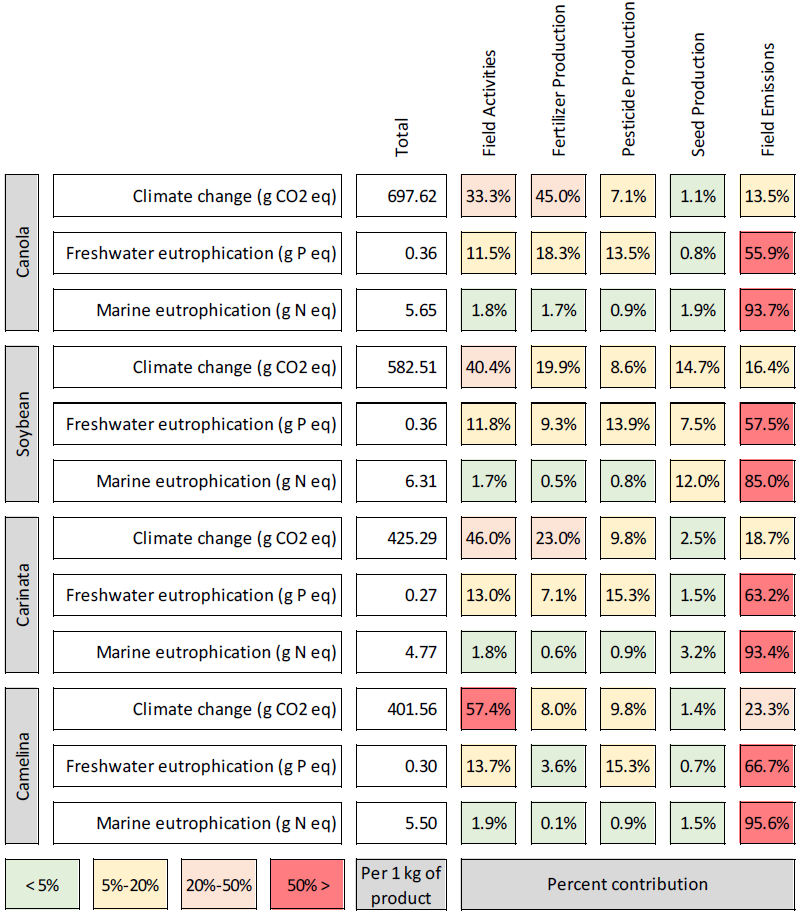 Total Field Activities Fertilizer Production Pesticide Production Seed Production Field Emissions
Canola
Climate change (g CO2 eq) 697.62 33.3% 45.0% 7.1% 1.1% 13.5%
Freshwater eutrophication (g P eq) 0.36 11.5% 18.3% 13.5% 0.8% 55.9%
Marine eutrophication (g N eq) 5.65 1.8% 1.7% 0.9% 1.9% 93.7%
Soybean
Climate change (g CO2 eq) 582.51 40.4% 19.9% 8.6% 14.7% 16.4%
Freshwater eutrophication (g P eq) 0.36 11.8% 9.3% 13.9% 7.5% 57.5%
Marine eutrophication (g N eq) 6.31 1.7% 0.5% 0.8% 12.0% 85.0%
Carinata
Climate change (g CO2 eq) 425.29 46.0% 23.0% 9.8% 2.5% 18.7%
Freshwater eutrophication (g P eq) 0.27 13.0% 7.1% 15.3% 1.5% 63.2%
Marine eutrophication (g N eq) 4.77 1.8% 0.6% 0.9% 3.2% 93.4%
Camelina
Climate change (g CO2 eq) 401.56 57.4% 8.0% 9.8% 1.4% 23.3%
Freshwater eutrophication (g P eq) 0.30 13.7% 3.6% 15.3% 0.7% 66.7%
Marine eutrophication (g N eq) 5.50 1.9% 0.1% 0.9% 1.5% 95.6%
< 5% 5%-20% 20%-50% 50% >
Per 1 kg of
product
Percent contribution